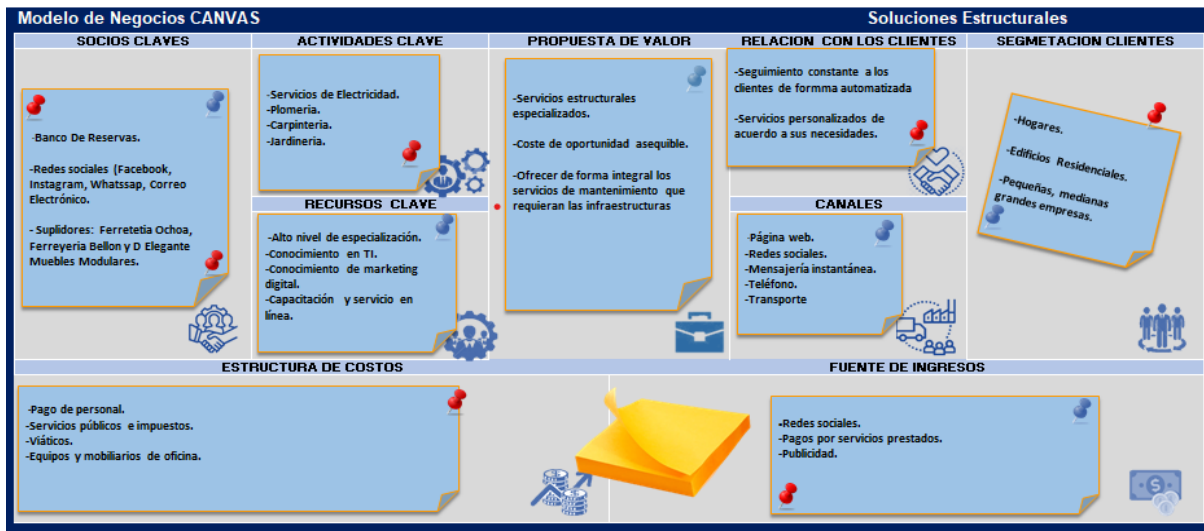 Modelo de Negocios CANVAS
Soluciones Estructurales
SOCIOS CLAVES
-Banco De Reservas.
-Redes sociales (Facebook,
Instagram, Whatssap, Correo
Electrónico.
- Suplidores: Ferretetia Ochoa,
Ferreyeria Bellon y D Elegante
Muebles Modulares.
ACTIVIDADES CLAVE
-Servicios de Electricidad.
-Plomeria.
-Carpinteria.
-Jardineria.
RECURSOS CLAVE
-Alto nivel de especialización.
-Conocimiento en TI.
-Conocimiento de marketing
digital.
-Capacitación y servicio en
línea.
PROPUESTA DE VALOR
-Servicios estructurales
especializados.
-Coste de oportunidad asequible.
-Ofrecer de forma integral los
servicios de mantenimiento que
requieran las infraestructuras
RELACION CON LOS CLIENTES
-Seguimiento constante a los
clientes de formma automatizada
-Servicios personalizados de
acuerdo a sus necesidades.
CANALES
-Página web.
-Redes sociales.
-Mensajería instantánea.
-Teléfono.
-Transporte
SEGMETACION CLIENTES
-Hogares.
-Edificios Residenciales.
-Pequeñas, medianas
grandes empresas.
ESTRUCTURA DE COSTOS
-Pago de personal.
-Servicios públicos e impuestos.
-Viáticos.
-Equipos y mobiliarios de oficina.
FUENTE DE INGRESOS
-Redes sociales.
-Pagos por servicios prestados.
-Publicidad.